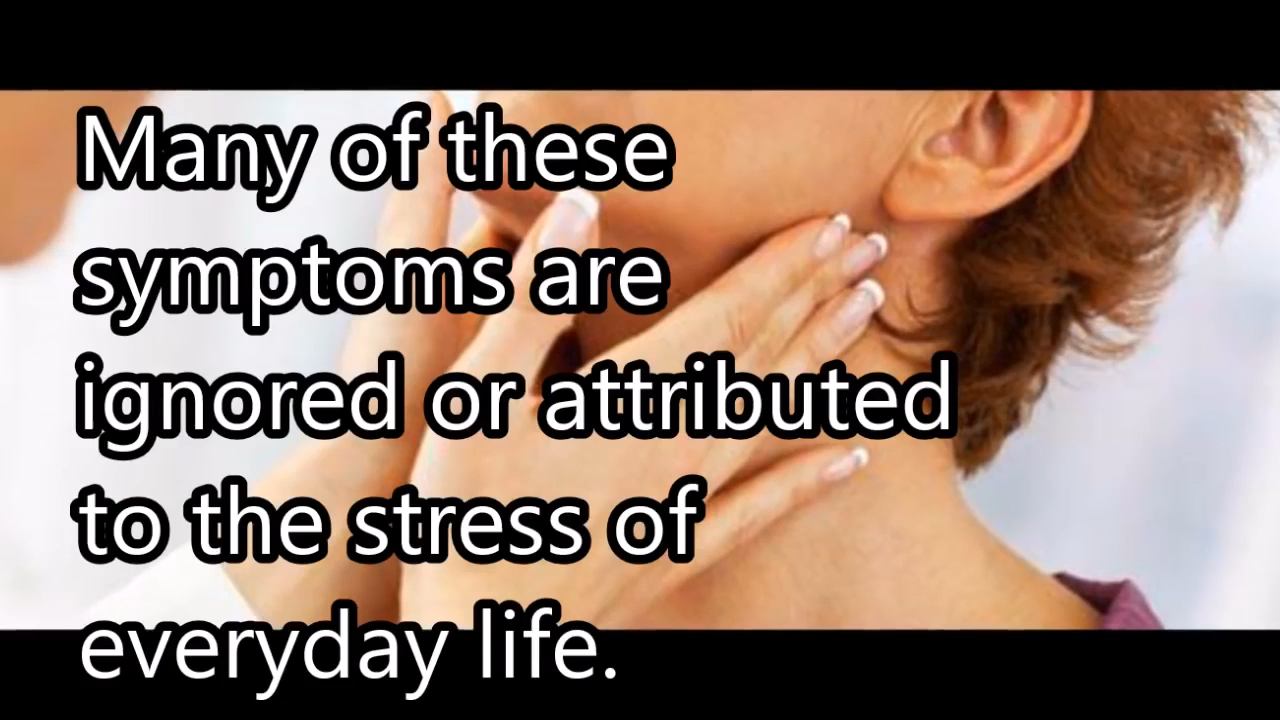 Many of these
symptoms are
ignored or attributed
to the stress of
everyday life.